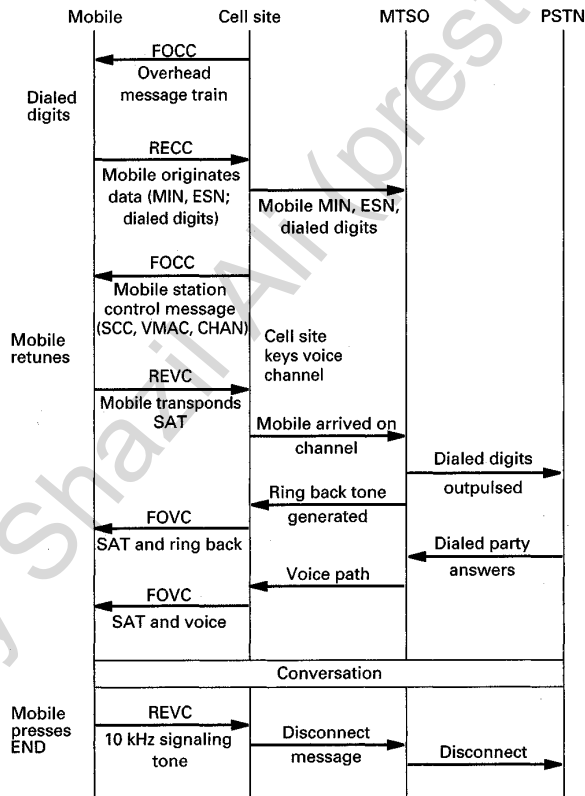 Mobile Cell site MTSO PSTN
FOCC
Overhead
message train
Dialed
digits
RECC
Mobile originates
data (MIN, ESN;
dialed digits)
Mobile MIN, ESN,
dialed digits
FOCC
Mobile station
control message
(SCC, VMAC, CHAN)
Mobile
retunes
Cell site
keys voice
channel
REVC
Mobile transponds
SAT
Mobile arrived on
channel
Dialed digits
outpulsed
Ring back tone
generated
FOVC
SAT and ring back
Dialed party
answers
Voice path
FOVC
SAT and voice
Conversation
Mobile
presses
END
REVC
10 kHz signaling
tone
Disconnect
message
Disconnect
y Shazil Ali (prest